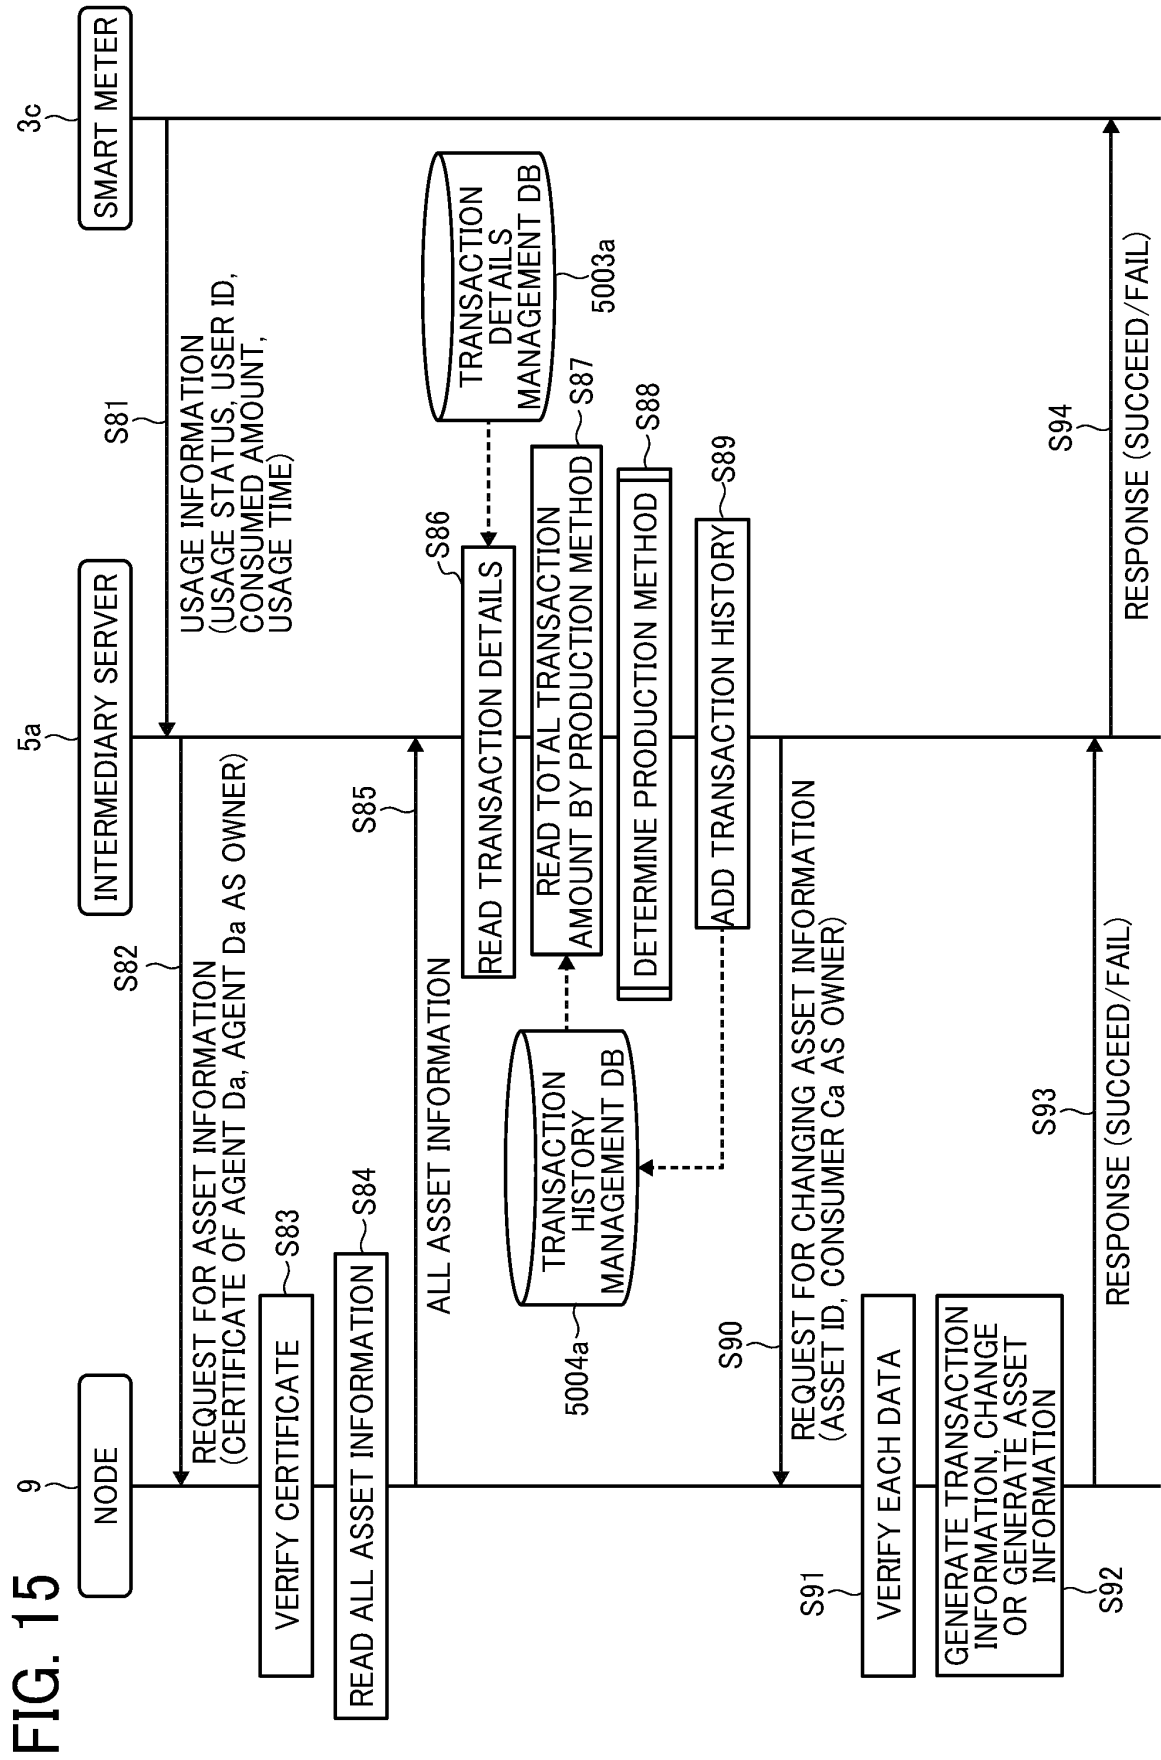 FIG. 15
9
NODE
5a
INTERMEDIARY SERVER
3c
SMART METER
S81
USAGE INFORMATION
(USAGE STATUS, USER ID,
CONSUMED AMOUNT,
USAGE TIME)
S82
REQUEST FOR ASSET INFORMATION
(CERTIFICATE OF AGENT Da, AGENT Da AS OWNER)
VERIFY CERTIFICATE
S83
READ ALL ASSET INFORMATION
S84
S85
ALL ASSET INFORMATION
S86
READ TRANSACTION DETAILS
TRANSACTION
DETAILS
MANAGEMENT DB
5003a
READ TOTAL TRANSACTION
AMOUNT BY PRODUCTION METHOD
S87
TRANSACTION
HISTORY
MANAGEMENT DB
5004a
DETERMINE PRODUCTION METHOD
S88
ADD TRANSACTION HISTORY
S89
S90
REQUEST FOR CHANGING ASSET INFORMATION
(ASSET ID, CONSUMER Ca AS OWNER)
S91
VERIFY EACH DATA
GENERATE TRANSACTION
INFORMATION, CHANGE
OR GENERATE ASSET
INFORMATION
S92
S93
RESPONSE (SUCCEED/FAIL)
S94
RESPONSE (SUCCEED/FAIL)